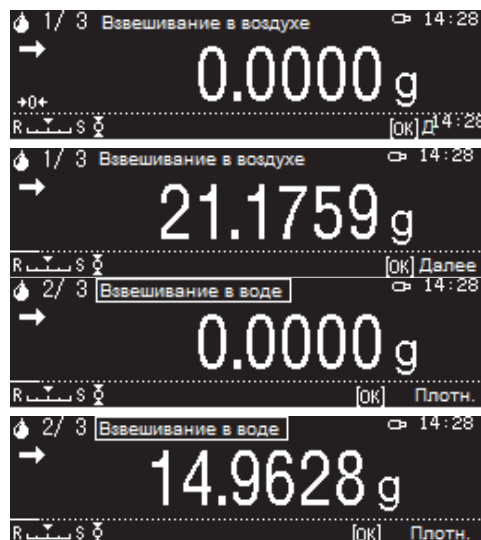 1/ 3 Взвешивание в воздухе 14:28
0.0000 g
→0←
R S [OK] Д14:28
1/ 3 Взвешивание в воздухе 14:28
21.1759 g
R S [OK] Далее
2/ 3 Взвешивание в воде 14:28
0.0000 g
R S [OK] Плотн.
2/ 3 Взвешивание в воде 14:28
14.9628 g
R S [OK] Плотн.